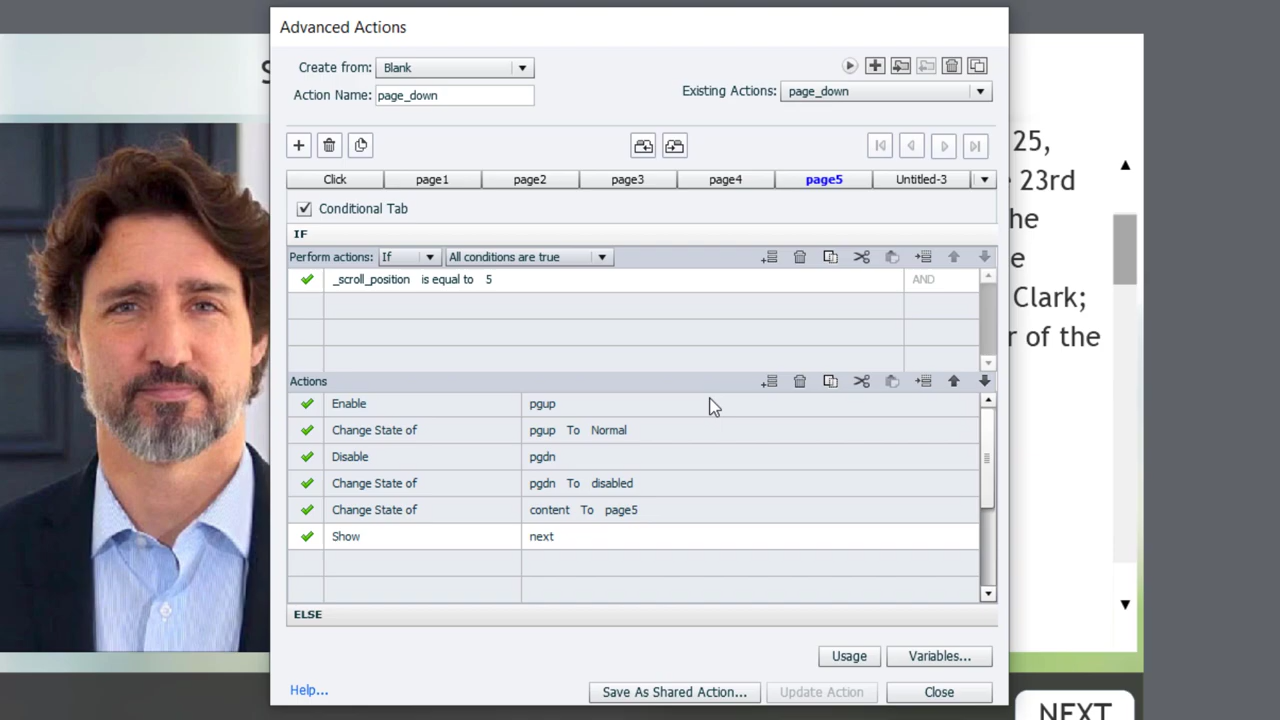 Advanced Actions
Create from: Blank
Action Name: page_down
Existing Actions: page_down
Click page1 page2 page3 page4 page5 Untitled-3
Conditional Tab
IF
Perform actions: If All conditions are true
_scroll_position is equal to 5 AND
Actions
Enable pgup
Change State of pgup To Normal
Disable pgdn
Change State of pgdn To disabled
Change State of content To page5
Show next
ELSE
Usage Variables...
Help... Save As Shared Action... Update Action Close
S
25,
23rd
Clark;
of the
NEXT